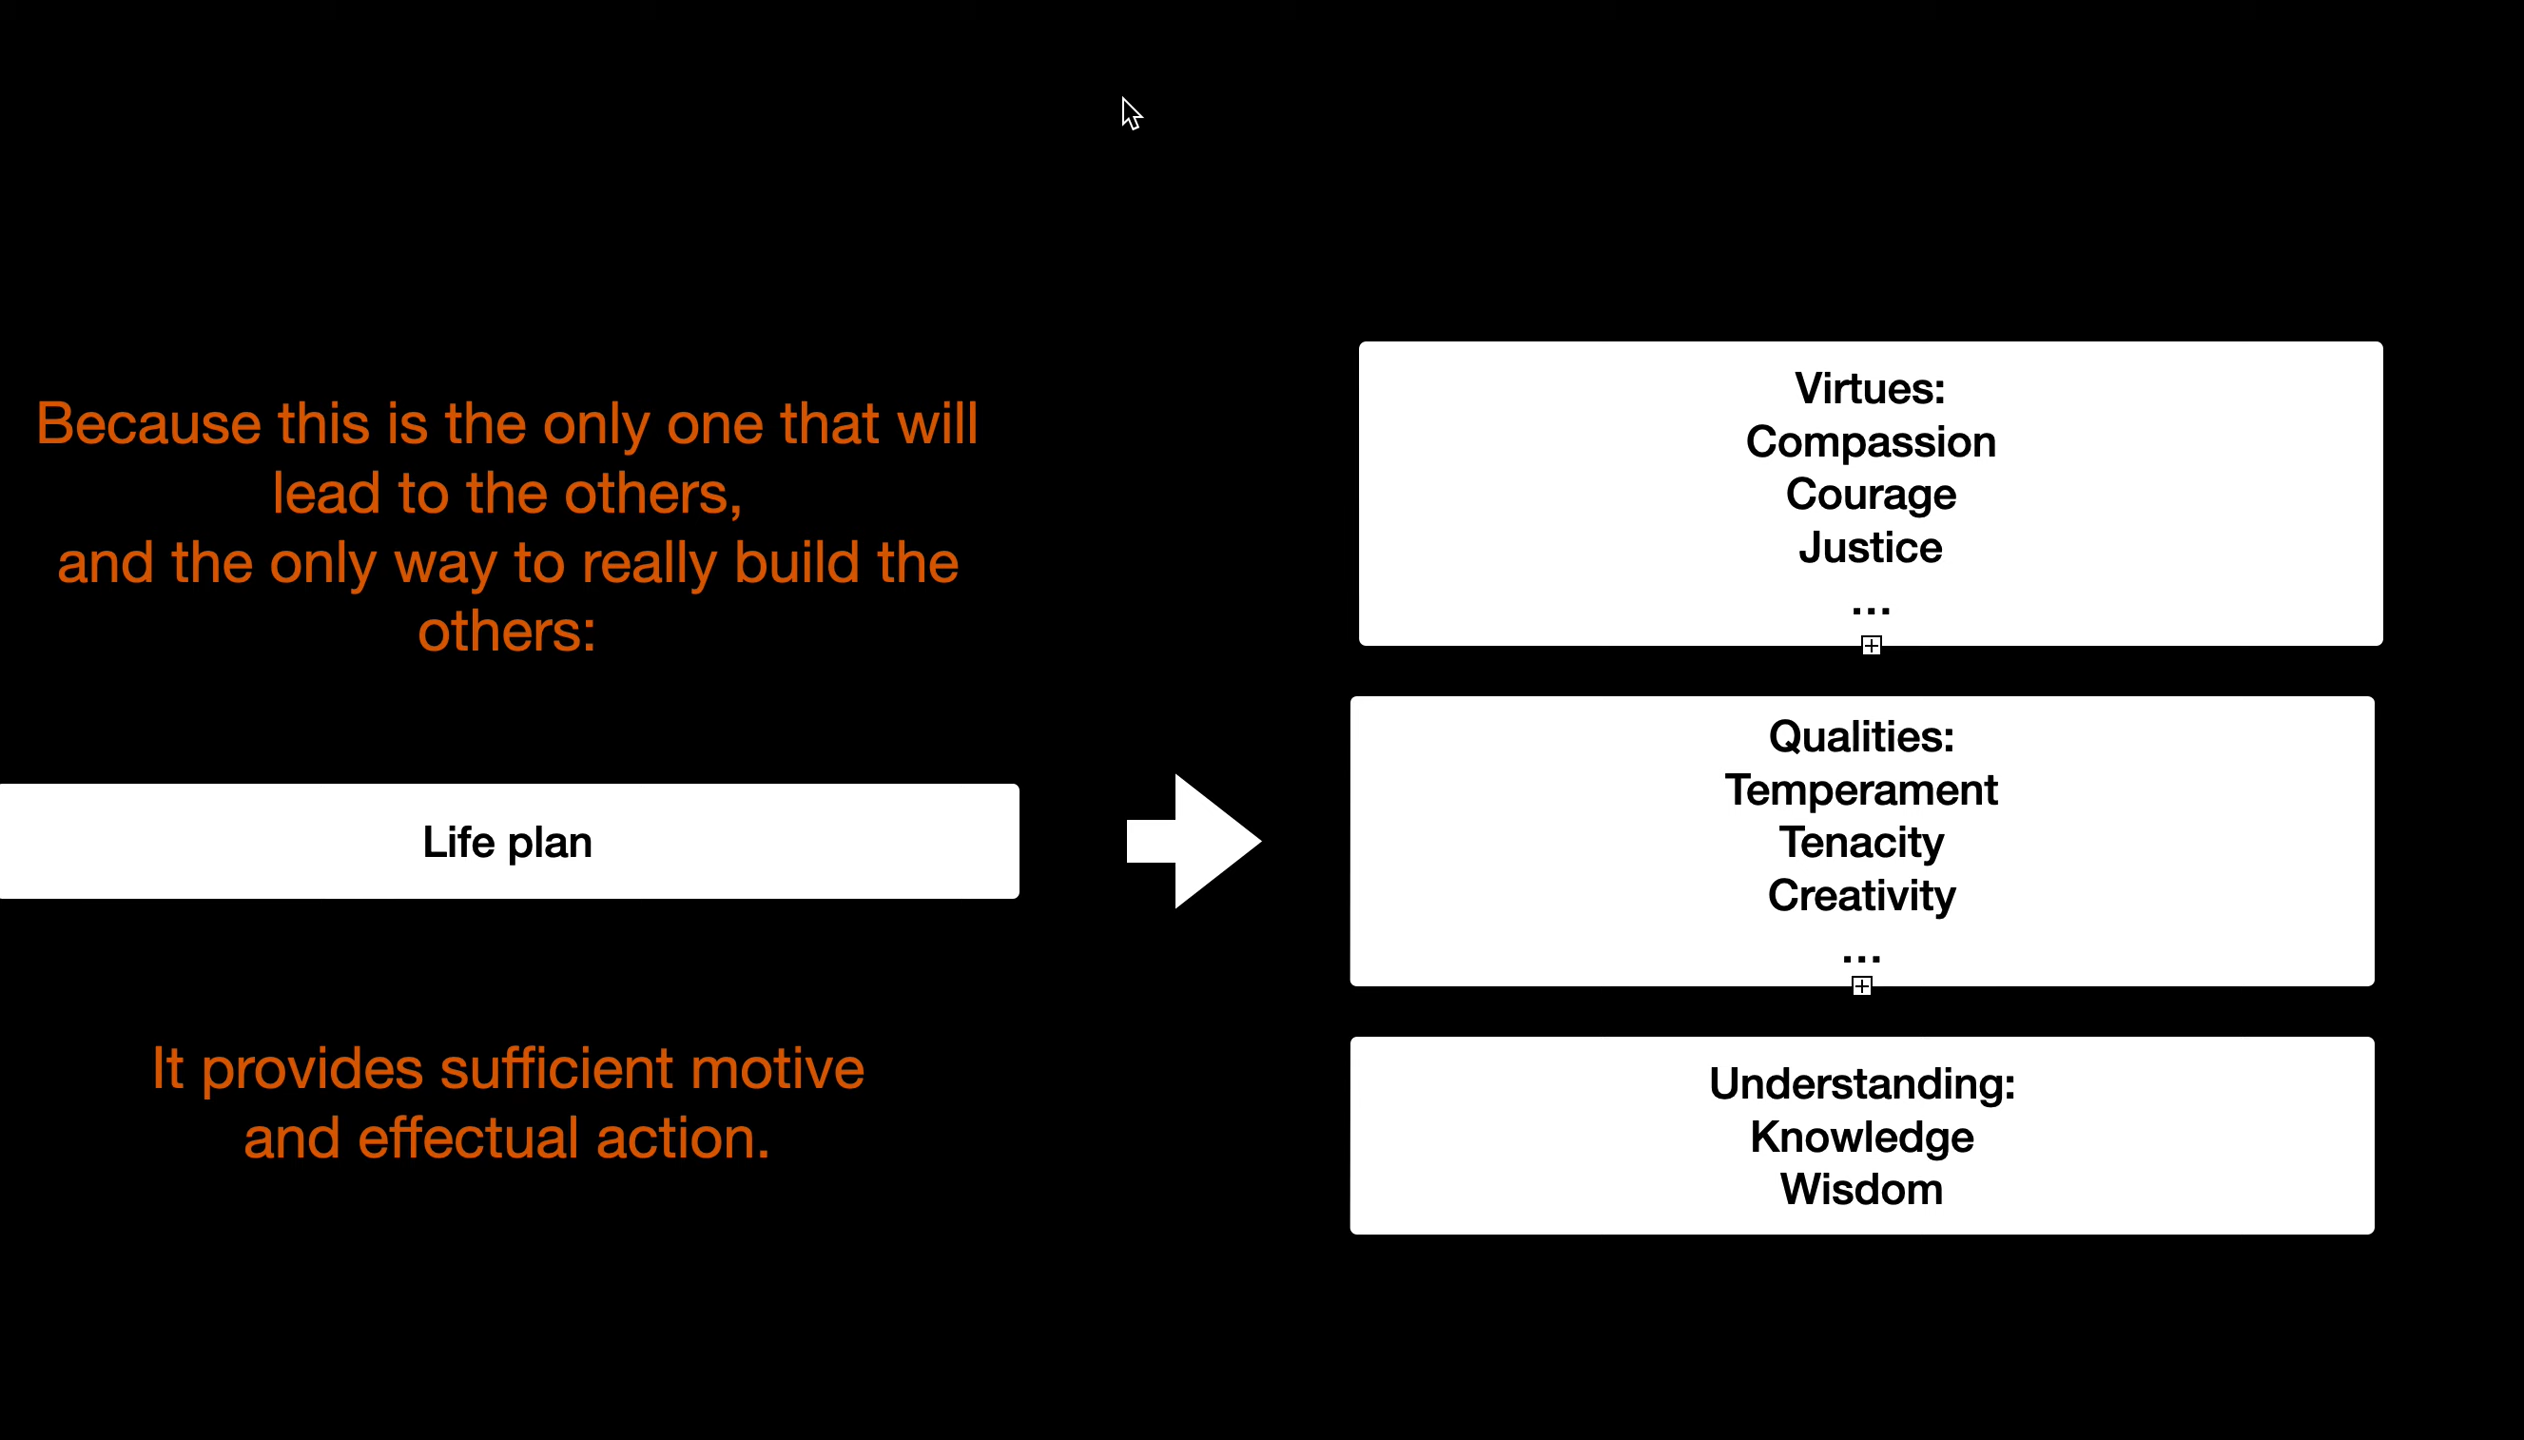 Because this is the only one that will
lead to the others,
and the only way to really build the
others:
Life plan
It provides sufficient motive
and effectual action.
Virtues:
Compassion
Courage
Justice
...
Qualities:
Temperament
Tenacity
Creativity
...
Understanding:
Knowledge
Wisdom